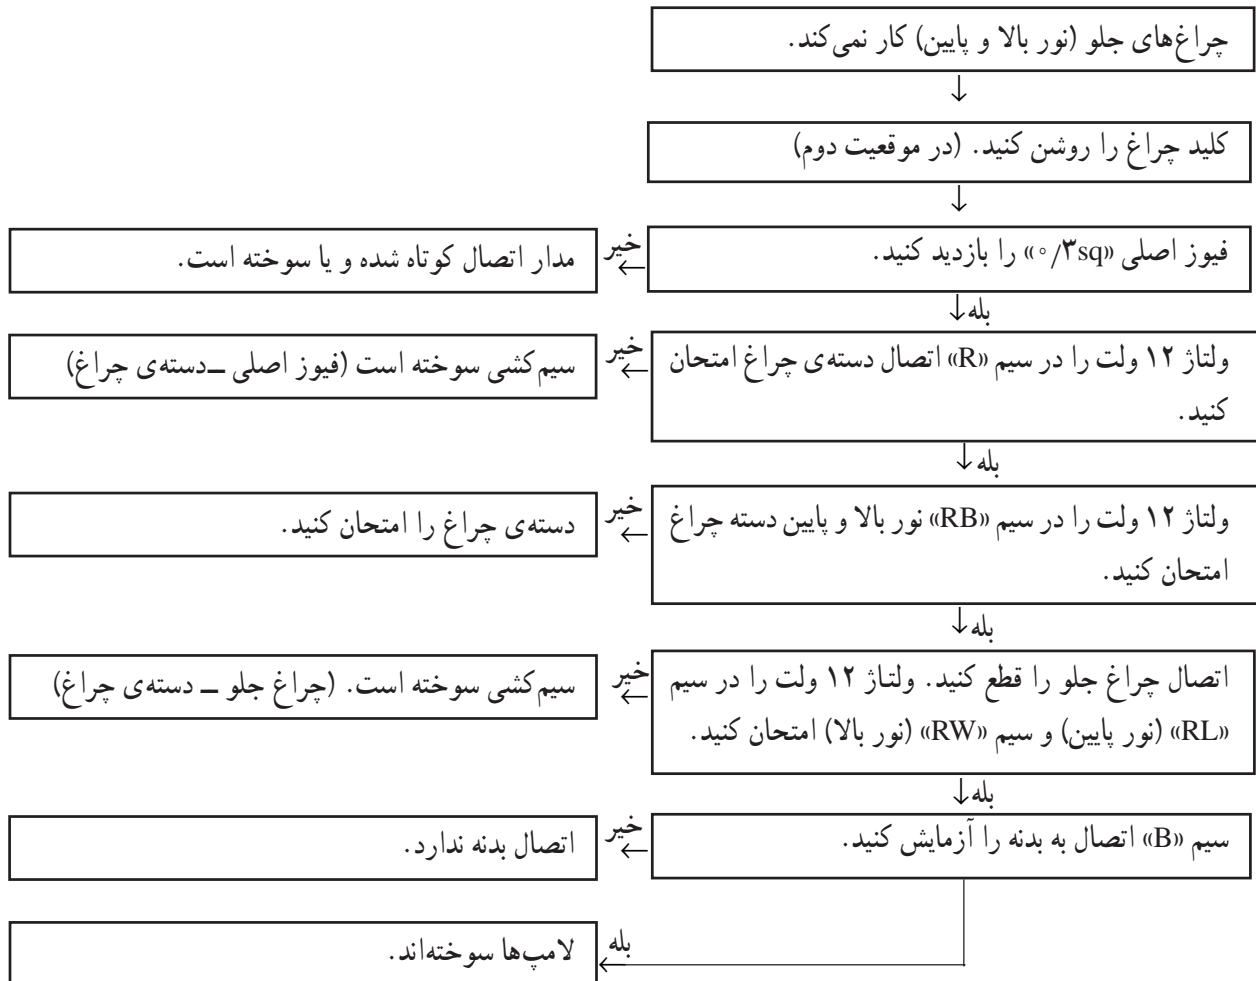 چراغ‌های جلو (نور بالا و پایین) کار نمی‌کند.
کلید چراغ را روشن کنید. (در موقعیت دوم)
فیوز اصلی «۰/۳sq» را بازدید کنید.
خیر
مدار اتصال کوتاه شده و یا سوخته است.
بله
ولتاژ ۱۲ ولت را در سیم «R» اتصال دسته‌ی چراغ امتحان
کنید.
خیر
سیم‌کشی سوخته است (فیوز اصلی ــ دسته‌ی چراغ)
بله
ولتاژ ۱۲ ولت را در سیم «RB» نور بالا و پایین دسته چراغ
امتحان کنید.
خیر
دسته‌ی چراغ را امتحان کنید.
بله
اتصال چراغ جلو را قطع کنید. ولتاژ ۱۲ ولت را در سیم
«RL» (نور پایین) و سیم «RW» (نور بالا) امتحان کنید.
خیر
سیم‌کشی سوخته است. (چراغ جلو ــ دسته‌ی چراغ)
بله
سیم «B» اتصال به بدنه را آزمایش کنید.
خیر
اتصال بدنه ندارد.
بله
لامپ‌ها سوخته‌اند.